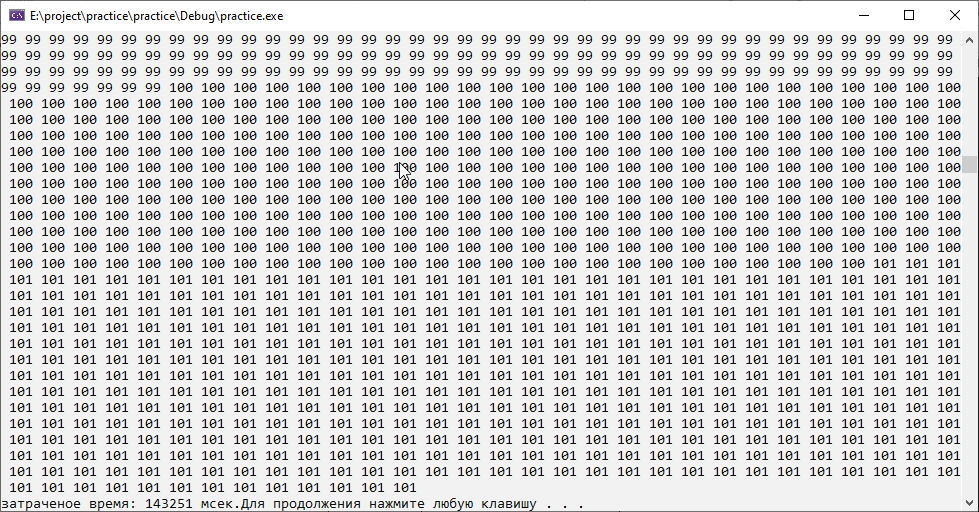 E:\project\practice\practice\Debug\practice.exe
99 99 99 99 99 99 99 99 99 99 99 99 99 99 99 99 99 99 99 99 99 99 99 99 99 99 99 99 99 99 99 99 99 99 99 99 99 99 99 99
99 99 99 99 99 99 99 99 99 99 99 99 99 99 99 99 99 99 99 99 99 99 99 99 99 99 99 99 99 99 99 99 99 99 99 99 99 99 99 99
99 99 99 99 99 99 99 99 99 99 99 99 99 99 99 99 99 99 99 99 99 99 99 99 99 99 99 99 99 99 99 99 99 99 99 99 99 99 99 99
99 99 99 99 99 99 99 100 100 100 100 100 100 100 100 100 100 100 100 100 100 100 100 100 100 100 100 100 100 100 100 100
100 100 100 100 100 100 100 100 100 100 100 100 100 100 100 100 100 100 100 100 100 100 100 100 100 100 100 100 100 100
100 100 100 100 100 100 100 100 100 100 100 100 100 100 100 100 100 100 100 100 100 100 100 100 100 100 100 100 100 100
100 100 100 100 100 100 100 100 100 100 100 100 100 100 100 100 100 100 100 100 100 100 100 100 100 100 100 100 100 100
100 100 100 100 100 100 100 100 100 100 100 100 100 100 100 100 100 100 100 100 100 100 100 100 100 100 100 100 100 100
100 100 100 100 100 100 100 100 100 100 100 100 100 100 100 100 100 100 100 100 100 100 100 100 100 100 100 100 100 100
100 100 100 100 100 100 100 100 100 100 100 100 100 100 100 100 100 100 100 100 100 100 100 100 100 100 100 100 100 100
100 100 100 100 100 100 100 100 100 100 100 100 100 100 100 100 100 100 100 100 100 100 100 100 100 100 100 100 100 100
100 100 100 100 100 100 100 100 100 100 100 100 100 100 100 100 100 100 100 100 100 100 100 100 100 100 100 100 100 100
100 100 100 100 100 100 100 100 100 100 100 100 100 100 100 100 100 100 100 100 100 100 100 100 100 100 100 100 100 100
100 100 100 100 100 100 100 100 100 100 100 100 100 100 100 100 100 100 100 100 100 100 100 100 100 100 100 100 100 100
100 100 100 100 100 100 100 100 100 100 100 100 100 100 100 100 100 100 100 100 100 100 100 100 100 100 100 101 101 101
101 101 101 101 101 101 101 101 101 101 101 101 101 101 101 101 101 101 101 101 101 101 101 101 101 101 101 101 101 101
101 101 101 101 101 101 101 101 101 101 101 101 101 101 101 101 101 101 101 101 101 101 101 101 101 101 101 101 101 101
101 101 101 101 101 101 101 101 101 101 101 101 101 101 101 101 101 101 101 101 101 101 101 101 101 101 101 101 101 101
101 101 101 101 101 101 101 101 101 101 101 101 101 101 101 101 101 101 101 101 101 101 101 101 101 101 101 101 101 101
101 101 101 101 101 101 101 101 101 101 101 101 101 101 101 101 101 101 101 101 101 101 101 101 101 101 101 101 101 101
101 101 101 101 101 101 101 101 101 101 101 101 101 101 101 101 101 101 101 101 101 101 101 101 101 101 101 101 101 101
101 101 101 101 101 101 101 101 101 101 101 101 101 101 101 101 101 101 101 101 101 101 101 101 101 101 101 101 101 101
101 101 101 101 101 101 101 101 101 101 101 101 101 101 101 101 101 101 101 101 101 101 101 101 101 101 101 101 101 101
101 101 101 101 101 101 101 101 101 101 101 101 101 101 101 101 101 101 101 101 101 101 101 101 101 101 101 101 101 101
101 101 101 101 101 101 101 101 101 101 101 101 101 101 101 101 101 101 101 101 101 101 101 101 101 101 101 101 101 101
101 101 101 101 101 101 101 101 101 101 101 101 101 101 101 101 101 101 101 101 101 101 101 101 101 101 101 101 101 101
101 101 101 101 101 101 101 101 101 101 101 101 101 101 101 101 101 101 101 101 101 101 101 101 101 101 101 101 101 101
101 101 101 101 101 101 101 101 101 101 101 101 101 101 101 101 101 101 101 101 101 101 101 101 101 101 101 101 101 101
101 101 101 101 101 101 101 101 101 101 101 101 101
затраченое время: 143251 мсек.Для продолжения нажмите любую клавишу . . .